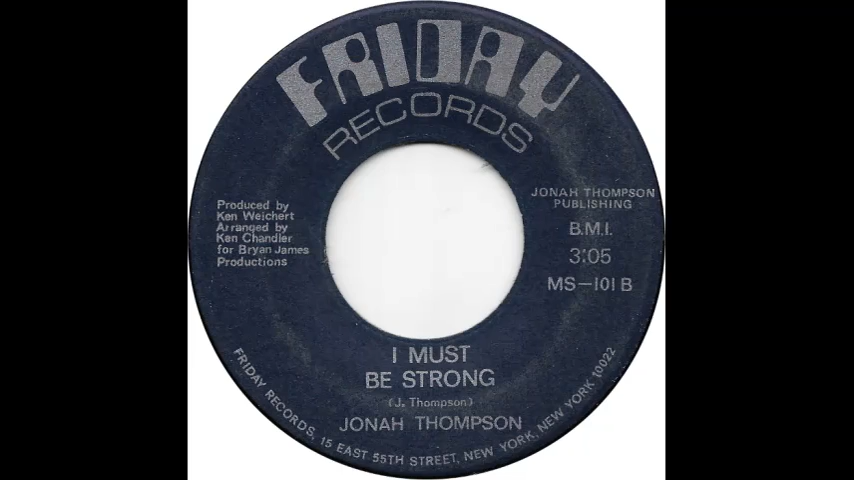 FRIDAY
RECORDS
Produced by
Ken Weichert
Arranged by
Ken Chandler
for Bryan James
Productions
JONAH THOMPSON
PUBLISHING
B.M.I.
3:05
MS-101 B
I MUST
BE STRONG
(J. Thompson)
JONAH THOMPSON
FRIDAY RECORDS, 15 EAST 55TH STREET, NEW YORK, NEW YORK 10022